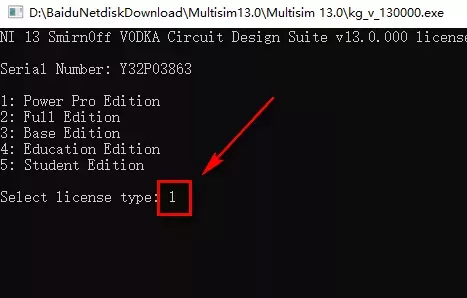 D:\BaiduNetdiskDownload\Multisim13.0\Multisim 13.0\kg_v_130000.exe
NI 13 Smirn0ff VODKA Circuit Design Suite v13.0.000 license
Serial Number: Y32P03863
1: Power Pro Edition
2: Full Edition
3: Base Edition
4: Education Edition
5: Student Edition
Select license type: 1